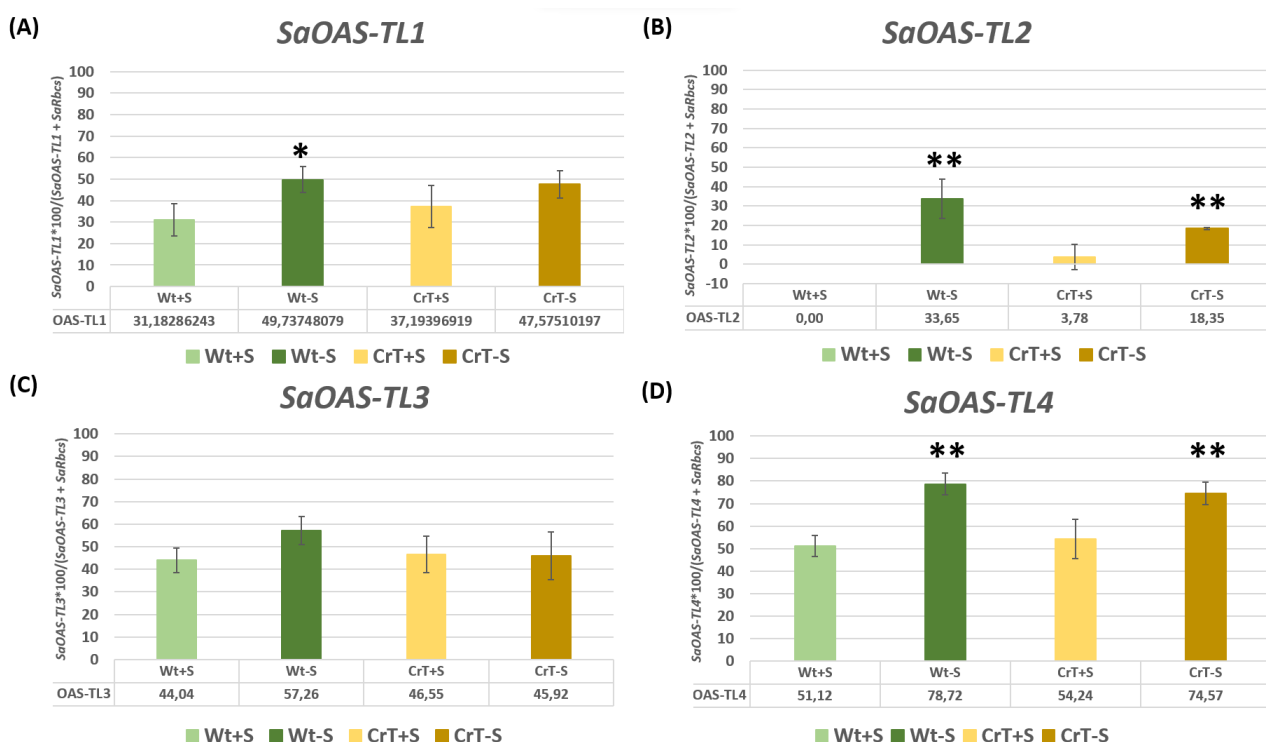 (A)
SaOAS-TL1
SaOAS-TL1*100/(SaOAS-TL1 + SaRbcs)
100
90
80
70
60
50
40
30
20
10
0
*
Wt+S Wt-S CrT+S CrT-S
OAS-TL1 31,18286243 49,73748079 37,19396919 47,57510197
Wt+S Wt-S CrT+S CrT-S
(B)
SaOAS-TL2
SaOAS-TL2*100/(SaOAS-TL2 + SaRbcs)
100
90
80
70
60
50
40
30
20
10
0
-10
**
**
Wt+S Wt-S CrT+S CrT-S
OAS-TL2 0,00 33,65 3,78 18,35
Wt+S Wt-S CrT+S CrT-S
(C)
SaOAS-TL3
SaOAS-TL3*100/(SaOAS-TL3 + SaRbcs)
100
90
80
70
60
50
40
30
20
10
0
Wt+S Wt-S CrT+S CrT-S
OAS-TL3 44,04 57,26 46,55 45,92
Wt+S Wt-S CrT+S CrT-S
(D)
SaOAS-TL4
SaOAS-TL4*100/(SaOAS-TL4 + SaRbcs)
100
90
80
70
60
50
40
30
20
10
0
** **
Wt+S Wt-S CrT+S CrT-S
OAS-TL4 51,12 78,72 54,24 74,57
Wt+S Wt-S CrT+S CrT-S